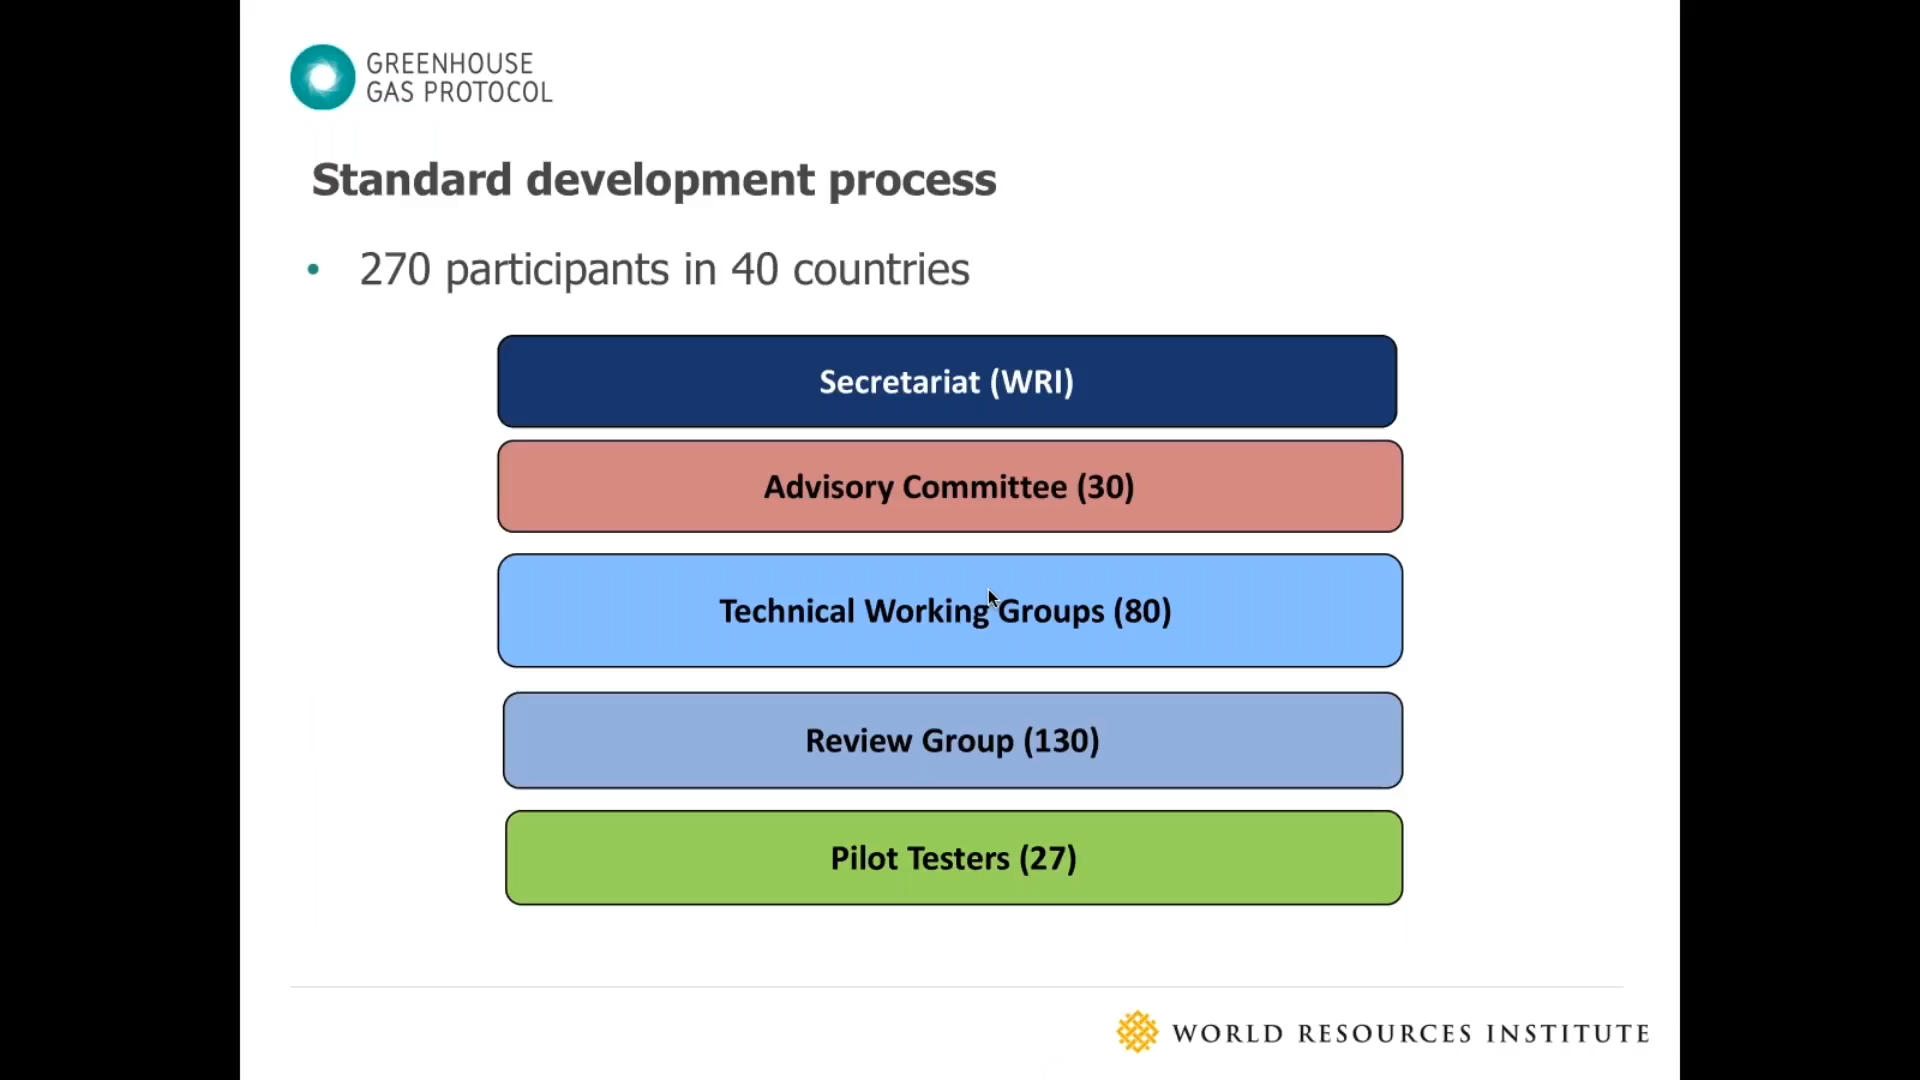 GREENHOUSE
GAS PROTOCOL
Standard development process
• 270 participants in 40 countries
Secretariat (WRI)
Advisory Committee (30)
Technical Working Groups (80)
Review Group (130)
Pilot Testers (27)
WORLD RESOURCES INSTITUTE